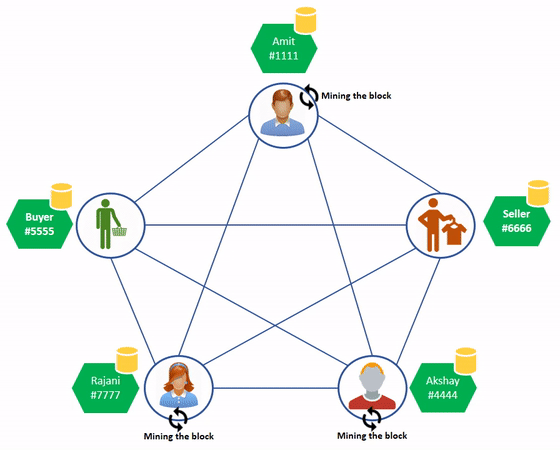 Amit
#1111
Mining the block
Buyer
#5555
Seller
#6666
Rajani
#7777
Akshay
#4444
Mining the block
Mining the block